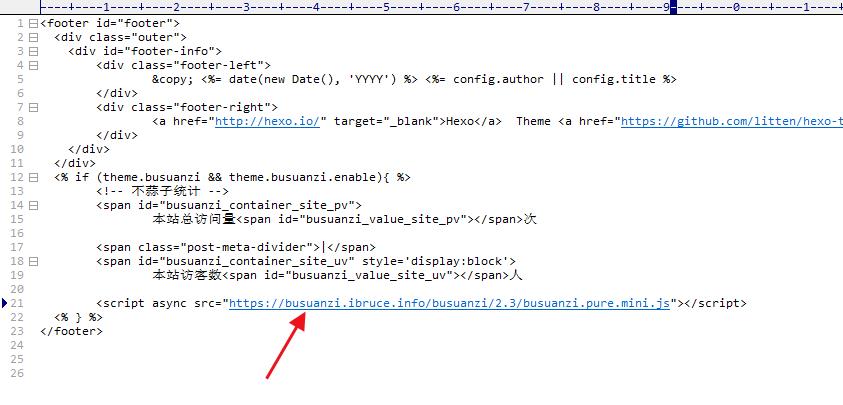 ----+----1----+----2----+----3----+----4----+----5----+----6----+----7----+----8----+----9----+----0----+----1
1 <footer id="footer">
2 <div class="outer">
3 <div id="footer-info">
4 <div class="footer-left">
5 &copy; <%= date(new Date(), 'YYYY') %> <%= config.author || config.title %>
6 </div>
7 <div class="footer-right">
8 <a href="http://hexo.io/" target="_blank">Hexo</a>  Theme <a href="https://github.com/litten/hexo-t
9 </div>
10 </div>
11 </div>
12 <% if (theme.busuanzi && theme.busuanzi.enable){ %>
13 <!-- 不蒜子统计 -->
14 <span id="busuanzi_container_site_pv">
15 本站总访问量<span id="busuanzi_value_site_pv"></span>次
16
17 <span class="post-meta-divider">|</span>
18 <span id="busuanzi_container_site_uv" style='display:block'>
19 本站访客数<span id="busuanzi_value_site_uv"></span>人
20
21 <script async src="https://busuanzi.ibruce.info/busuanzi/2.3/busuanzi.pure.mini.js"></script>
22 <% } %>
23 </footer>
24
25
26